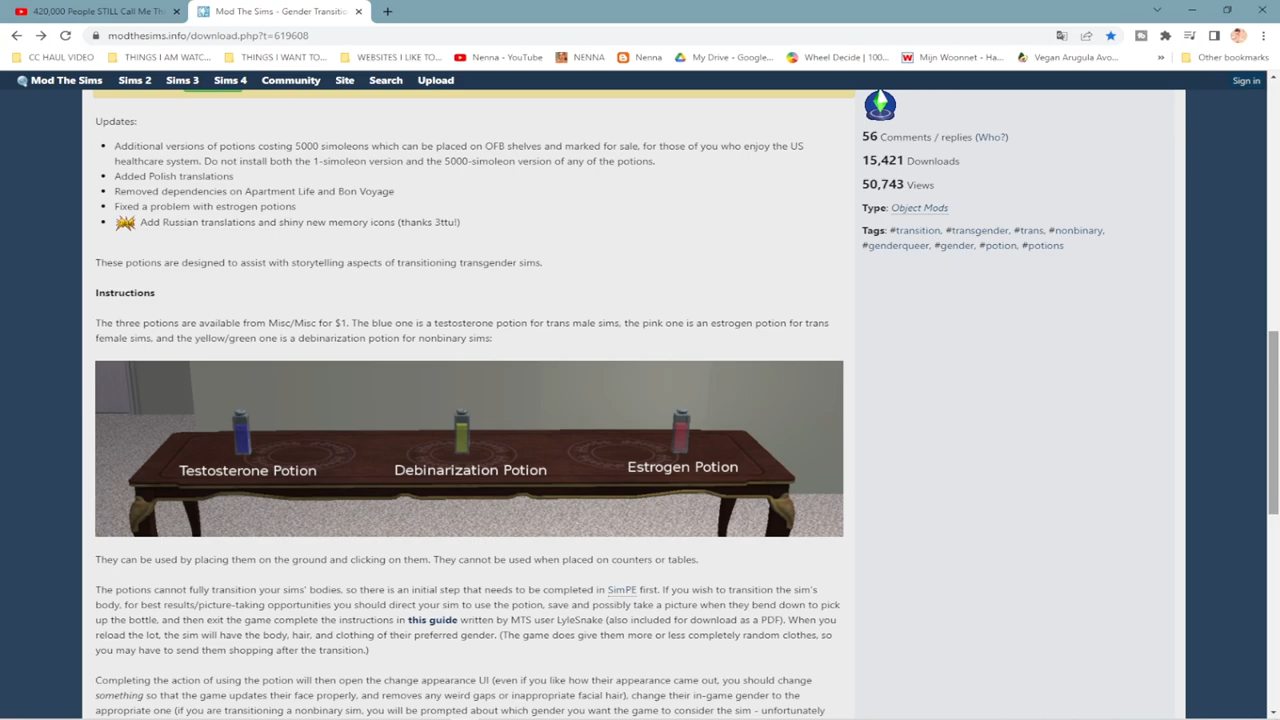 420,000 People STILL Call Me Th
Mod The Sims - Gender Transitio
modthesims.info/download.php?t=619608
CC HAUL VIDEO
THINGS I AM WATC...
THINGS I WANT TO...
WEBSITES I LIKE TO...
Nenna - YouTube
NENNA
Nenna
My Drive - Google...
Wheel Decide | 100...
Mijn Woonnet - Ha...
Vegan Arugula Avo...
»
Other bookmarks
Mod The Sims Sims 2 Sims 3 Sims 4 Community Site Search Upload
Sign in
Updates:
• Additional versions of potions costing 5000 simoleons which can be placed on OFB shelves and marked for sale, for those of you who enjoy the US
healthcare system. Do not install both the 1-simoleon version and the 5000-simoleon version of any of the potions.
• Added Polish translations
• Removed dependencies on Apartment Life and Bon Voyage
• Fixed a problem with estrogen potions
• Add Russian translations and shiny new memory icons (thanks 3ttu!)
These potions are designed to assist with storytelling aspects of transitioning transgender sims.
Instructions
The three potions are available from Misc/Misc for $1. The blue one is a testosterone potion for trans male sims, the pink one is an estrogen potion for trans
female sims, and the yellow/green one is a debinarization potion for nonbinary sims:
Testosterone Potion
Debinarization Potion
Estrogen Potion
They can be used by placing them on the ground and clicking on them. They cannot be used when placed on counters or tables.
The potions cannot fully transition your sims' bodies, so there is an initial step that needs to be completed in SimPE first. If you wish to transition the sim's
body, for best results/picture-taking opportunities you should direct your sim to use the potion, save and possibly take a picture when they bend down to pick
up the bottle, and then exit the game complete the instructions in this guide written by MTS user LyleSnake (also included for download as a PDF). When you
reload the lot, the sim will have the body, hair, and clothing of their preferred gender. (The game does give them more or less completely random clothes, so
you may have to send them shopping after the transition.)
Completing the action of using the potion will then open the change appearance UI (even if you like how their appearance came out, you should change
something so that the game updates their face properly, and removes any weird gaps or inappropriate facial hair), change their in-game gender to the
appropriate one (if you are transitioning a nonbinary sim, you will be prompted about which gender you want the game to consider the sim - unfortunately
56 Comments / replies (Who?)
15,421 Downloads
50,743 Views
Type: Object Mods
Tags: #transition, #transgender, #trans, #nonbinary,
#genderqueer, #gender, #potion, #potions